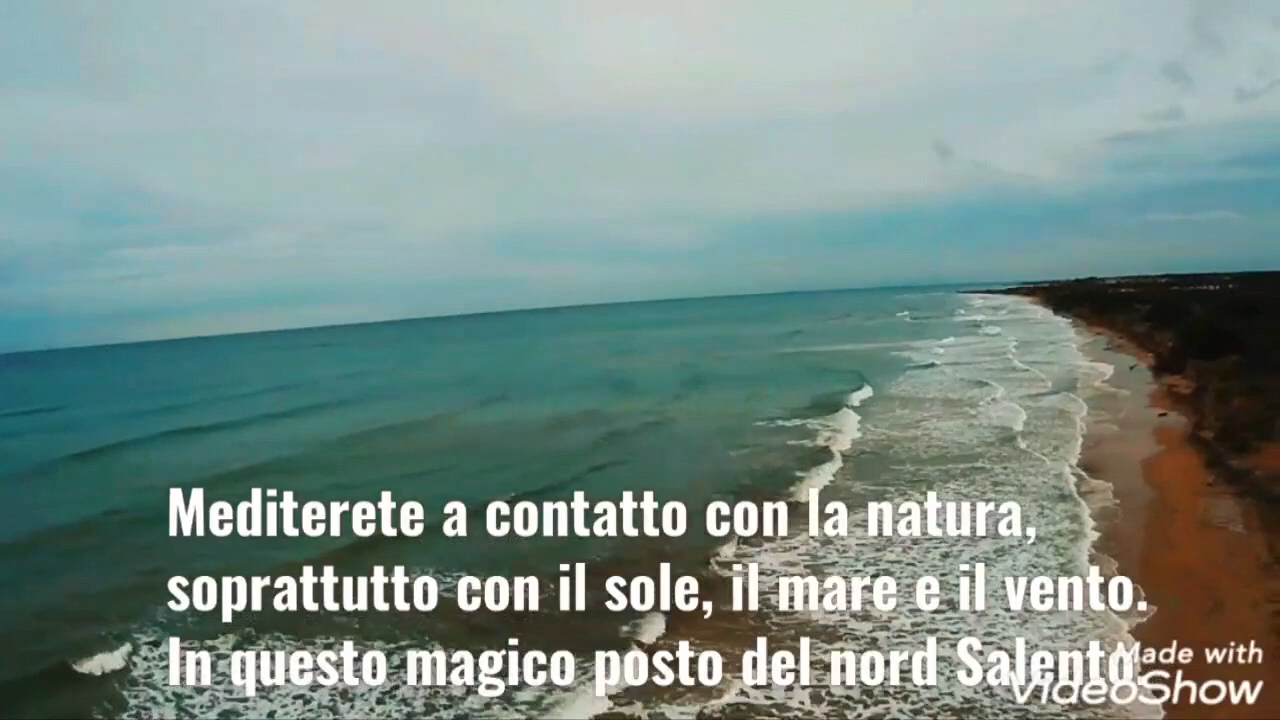 Mediterete a contatto con la natura,
soprattutto con il sole, il mare e il vento.
In questo magico posto del nord Salento.
Made with
VideoShow